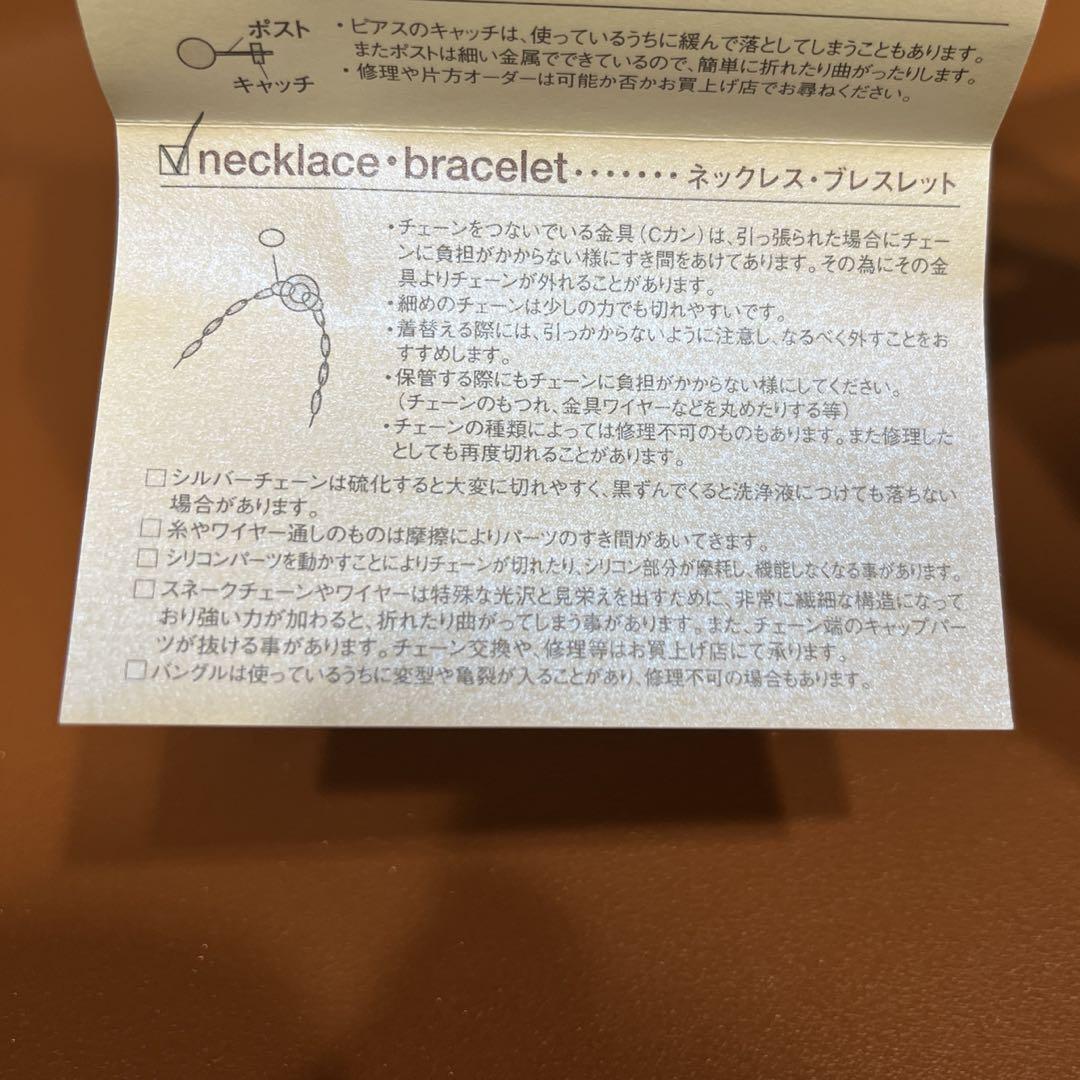 ポスト
キャッチ
・ピアスのキャッチは、使っているうちに緩んで落としてしまうこともあります。
またポストは細い金属でできているので、簡単に折れたり曲がったりします。
・修理や片方オーダーは可能か否かお買上げ店でお尋ねください。
necklace・bracelet・・・・・・・ネックレス・ブレスレット
・チェーンをつないでいる金具（Cカン）は、引っ張られた場合にチェー
ンに負担がかからない様にすき間をあけてあります。その為にその金
具よりチェーンが外れることがあります。
・細めのチェーンは少しの力でも切れやすいです。
・着替える際には、引っかからないように注意し、なるべく外すことをお
すすめします。
・保管する際にもチェーンに負担がかからない様にしてください。
（チェーンのもつれ、金具ワイヤーなどを丸めたりする等）
・チェーンの種類によっては修理不可のものもあります。また修理した
としても再度切れることがあります。
□シルバーチェーンは硫化すると大変に切れやすく、黒ずんでくると洗浄液につけても落ちない
場合があります。
□糸やワイヤー通しのものは摩擦によりパーツのすき間があいてきます。
□シリコンパーツを動かすことによりチェーンが切れたり、シリコン部分が摩耗し、機能しなくなる事があります。
□スネークチェーンやワイヤーは特殊な光沢と見栄えを出すために、非常に繊細な構造になって
おり強い力が加わると、折れたり曲がってしまう事があります。また、チェーン端のキャップパー
ツが抜ける事があります。チェーン交換や、修理等はお買上げ店にて承ります。
□バングルは使っているうちに変型や亀裂が入ることがあり、修理不可の場合もあります。